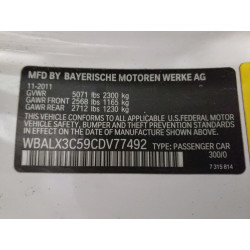 MFD BY BAYERISCHE MOTOREN WERKE AG
11-2011
GVWR 5071 lbs 2300 kg
GAWR FRONT 2568 lbs 1165 kg
GAWR REAR 2712 lbs 1230 kg
THIS VEHICLE CONFORMS TO ALL APPLICABLE
U.S. FEDERAL MOTOR VEHICLE SAFETY, BUMPER,
AND THEFT PREVENTION STANDARDS IN EFFECT
ON THE DATE OF MANUFACTURE SHOWN ABOVE.
WBALX3C59CDV77492 TYPE: PASSENGER CAR
300/0
7 315 614